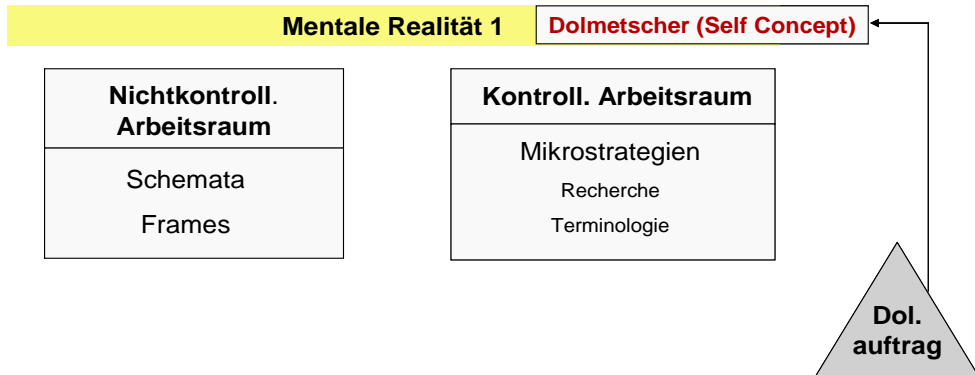 Mentale Realität 1
Dolmetscher (Self Concept)
Nichtkontroll.
Arbeitsraum
Schemata
Frames
Kontroll. Arbeitsraum
Mikrostrategien
Recherche
Terminologie
Dol.
auftrag